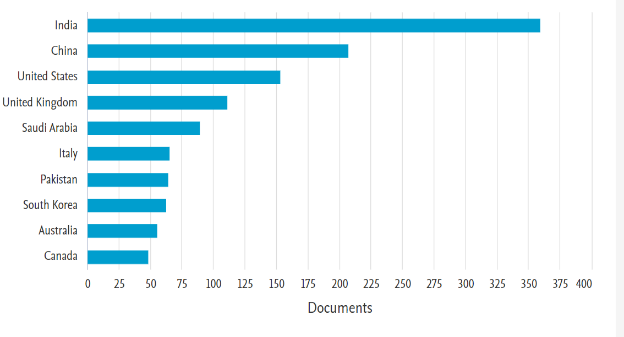 India
China
United States
United Kingdom
Saudi Arabia
Italy
Pakistan
South Korea
Australia
Canada
0 25 50 75 100 125 150 175 200 225 250 275 300 325 350 375 400
Documents